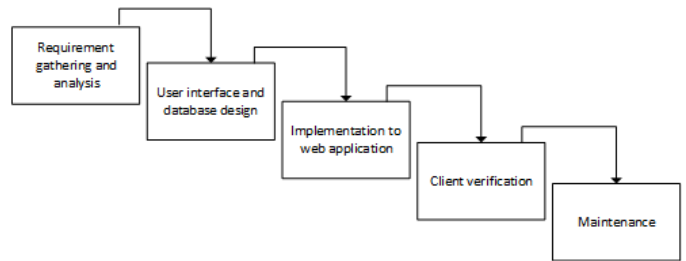 Requirement
gathering and
analysis
User interface and
database design
Implementation to
web application
Client verification
Maintenance